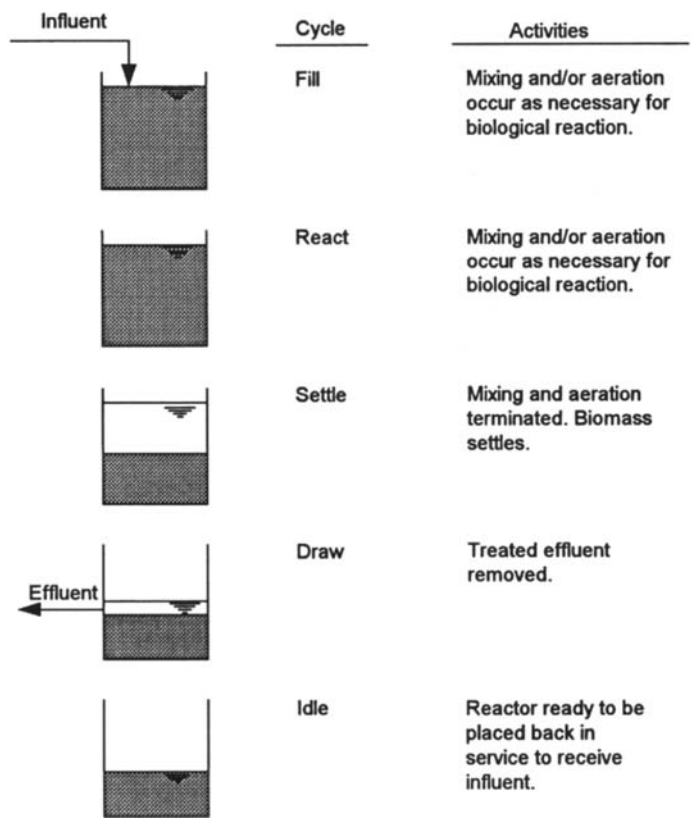 Influent
Cycle
Activities
Fill
Mixing and/or aeration
occur as necessary for
biological reaction.
React
Mixing and/or aeration
occur as necessary for
biological reaction.
Settle
Mixing and aeration
terminated. Biomass
settles.
Draw
Treated effluent
removed.
Effluent
Idle
Reactor ready to be
placed back in
service to receive
influent.